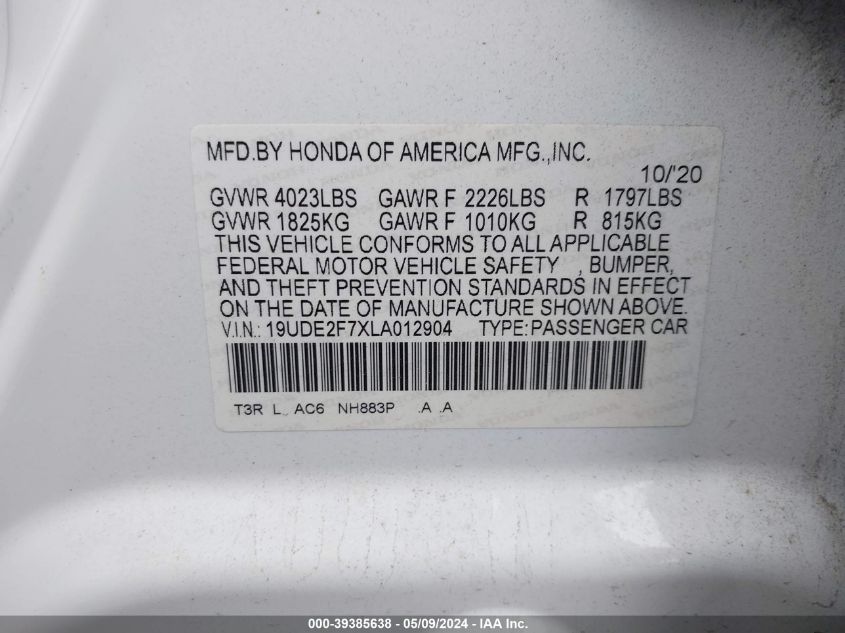 MFD.BY HONDA OF AMERICA MFG.,INC.
10/'20
GVWR 4023LBS GAWR F 2226LBS R 1797LBS
GVWR 1825KG GAWR F 1010KG R 815KG
THIS VEHICLE CONFORMS TO ALL APPLICABLE
FEDERAL MOTOR VEHICLE SAFETY , BUMPER,
AND THEFT PREVENTION STANDARDS IN EFFECT
ON THE DATE OF MANUFACTURE SHOWN ABOVE.
V.I.N.: 19UDE2F7XLA012904 TYPE:PASSENGER CAR
T3R L AC6 NH883P .A .A
000-39385638 - 05/09/2024 - IAA Inc.